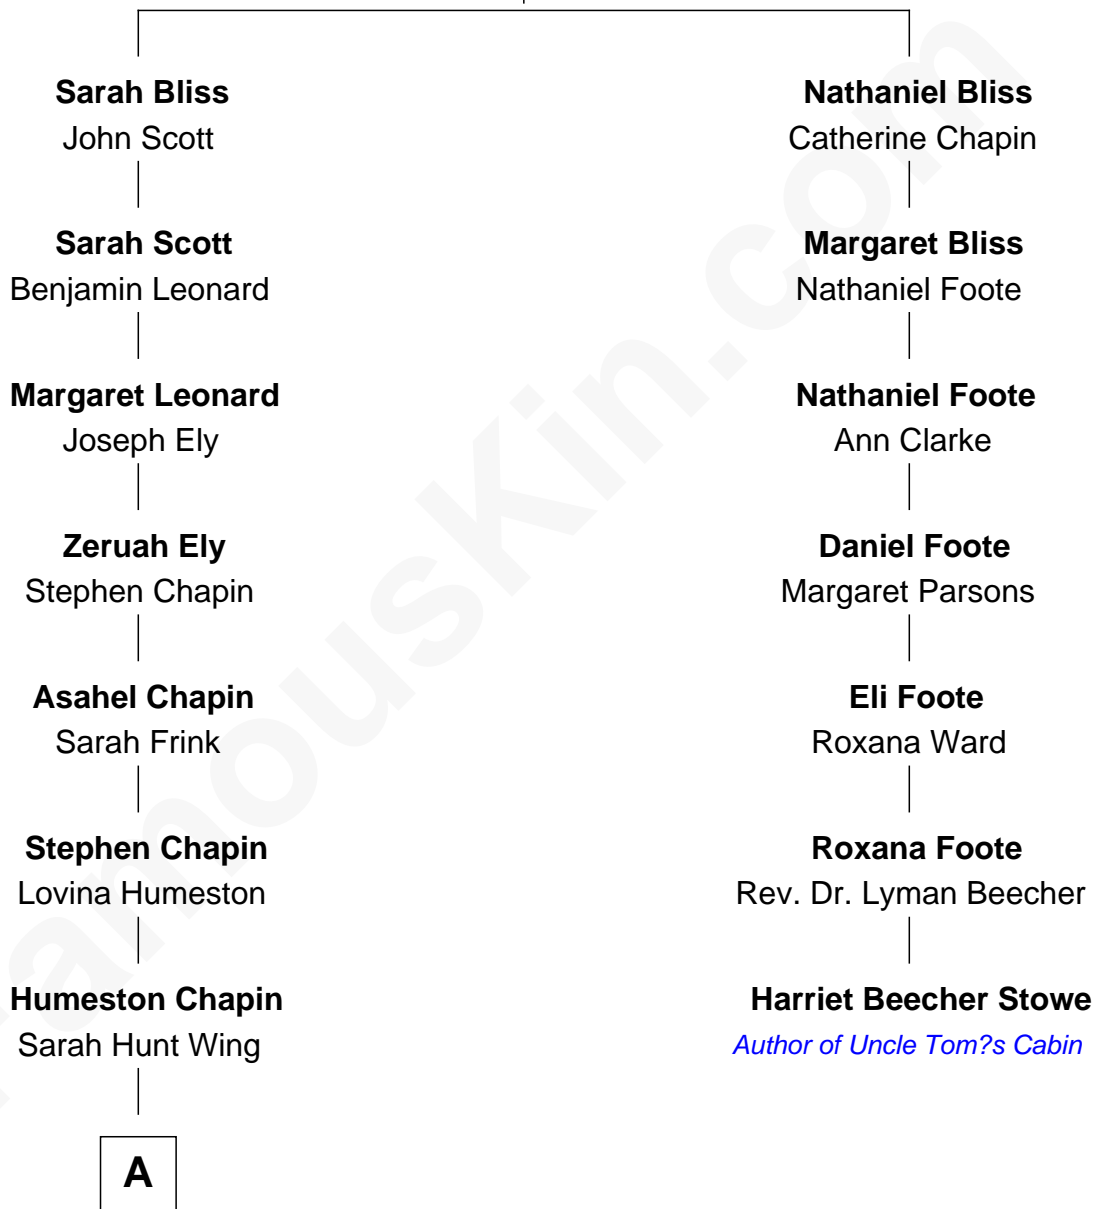 Sarah Bliss
John Scott
Sarah Scott
Benjamin Leonard
Margaret Leonard
Joseph Ely
Zeruah Ely
Stephen Chapin
Asahel Chapin
Sarah Frink
Stephen Chapin
Lovina Humeston
Humeston Chapin
Sarah Hunt Wing
A
Nathaniel Bliss
Catherine Chapin
Margaret Bliss
Nathaniel Foote
Nathaniel Foote
Ann Clarke
Daniel Foote
Margaret Parsons
Eli Foote
Roxana Ward
Roxana Foote
Rev. Dr. Lyman Beecher
Harriet Beecher Stowe
Author of Uncle Tom?s Cabin
FamousKin.com